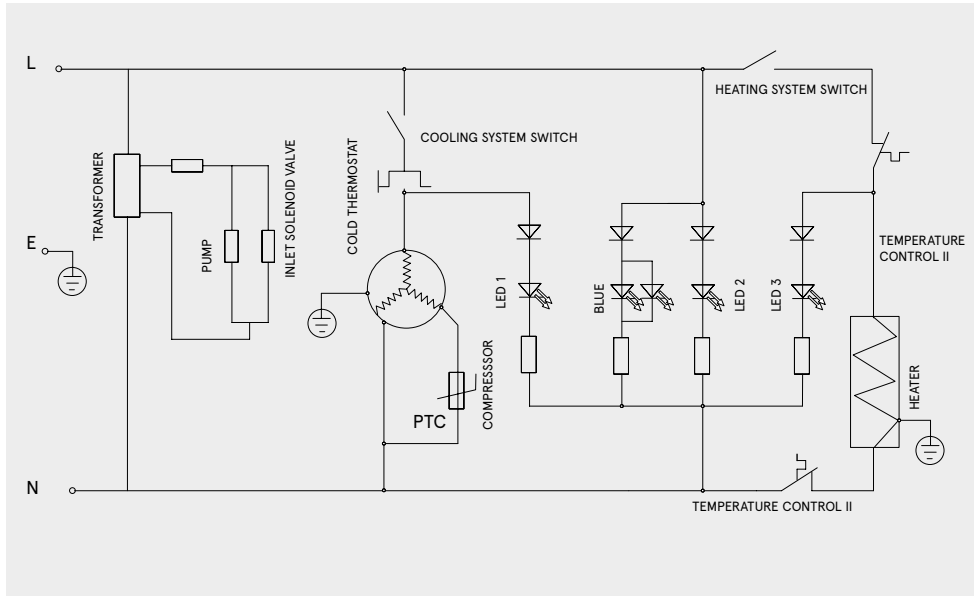 L
HEATING SYSTEM SWITCH
COOLING SYSTEM SWITCH
TRANSFORMER
INLET SOLENOID VALVE
COLD THERMOSTAT
E
PUMP
TEMPERATURE
CONTROL II
LED 1
BLUE
LED 2
LED 3
COMPRESSSOR
HEATER
PTC
N
TEMPERATURE CONTROL II